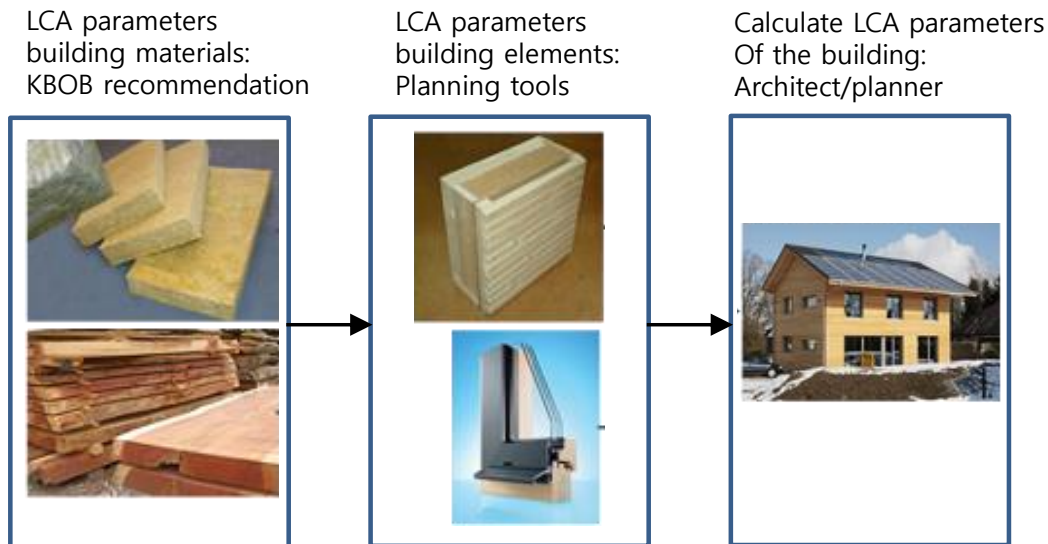 LCA parameters
building materials:
KBOB recommendation
LCA parameters
building elements:
Planning tools
Calculate LCA parameters
Of the building:
Architect/planner